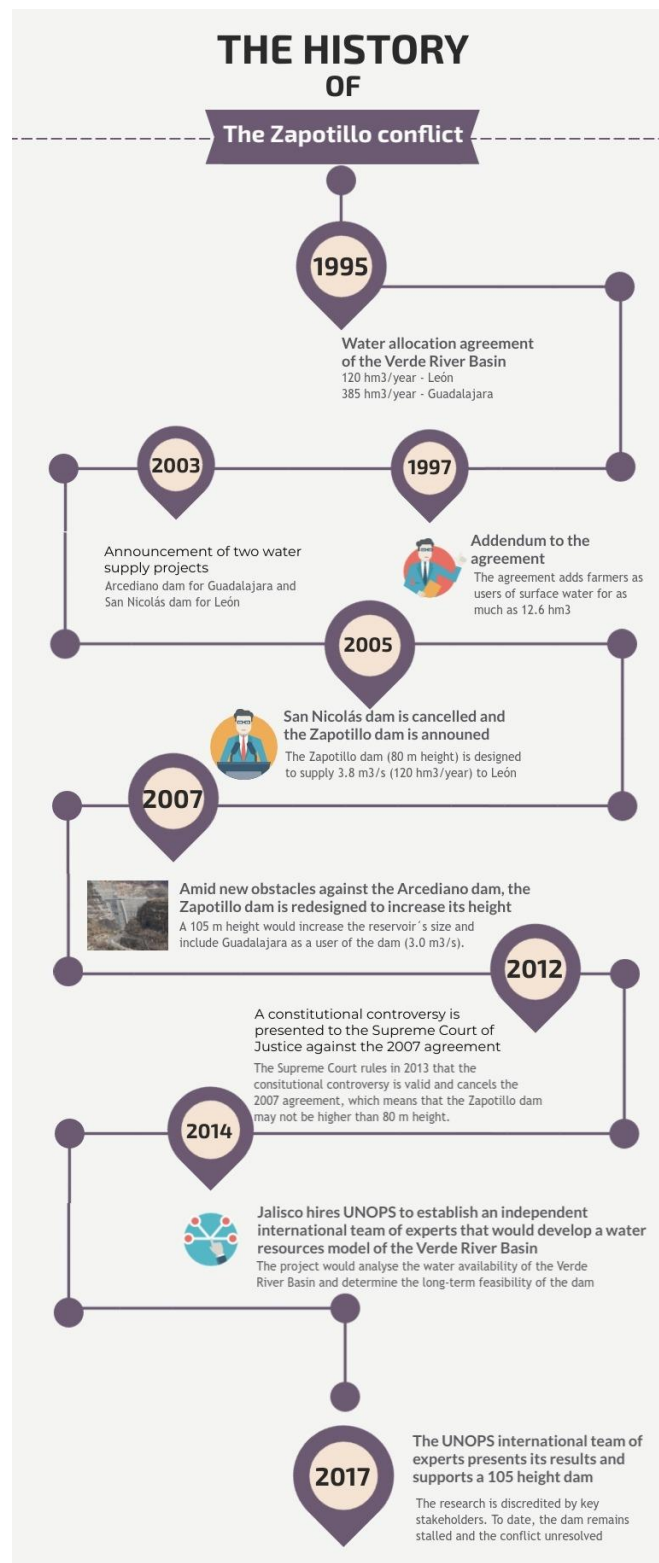 THE HISTORY
OF
The Zapotillo conflict
1995
Water allocation agreement
of the Verde River Basin
120 hm3/year - León
385 hm3/year - Guadalajara
1997
Addendum to the
agreement
The agreement adds farmers as
users of surface water for as
much as 12.6 hm3
2003
Announcement of two water
supply projects
Arcediano dam for Guadalajara and
San Nicolás dam for León
2005
San Nicolás dam is cancelled and
the Zapotillo dam is announed
The Zapotillo dam (80 m height) is designed
to supply 3.8 m3/s (120 hm3/year) to León
2007
Amid new obstacles against the Arcediano dam, the
Zapotillo dam is redesigned to increase its height
A 105 m height would increase the reservoir´s size and
include Guadalajara as a user of the dam (3.0 m3/s).
2012
A constitutional controversy is
presented to the Supreme Court of
Justice against the 2007 agreement
The Supreme Court rules in 2013 that the
consitutional controversy is valid and cancels the
2007 agreement, which means that the Zapotillo dam
may not be higher than 80 m height.
2014
Jalisco hires UNOPS to establish an independent
international team of experts that would develop a water
resources model of the Verde River Basin
The project would analyse the water availability of the Verde
River Basin and determine the long-term feasibility of the dam
2017
The UNOPS international team of
experts presents its results and
supports a 105 height dam
The research is discredited by key
stakeholders. To date, the dam remains
stalled and the conflict unresolved